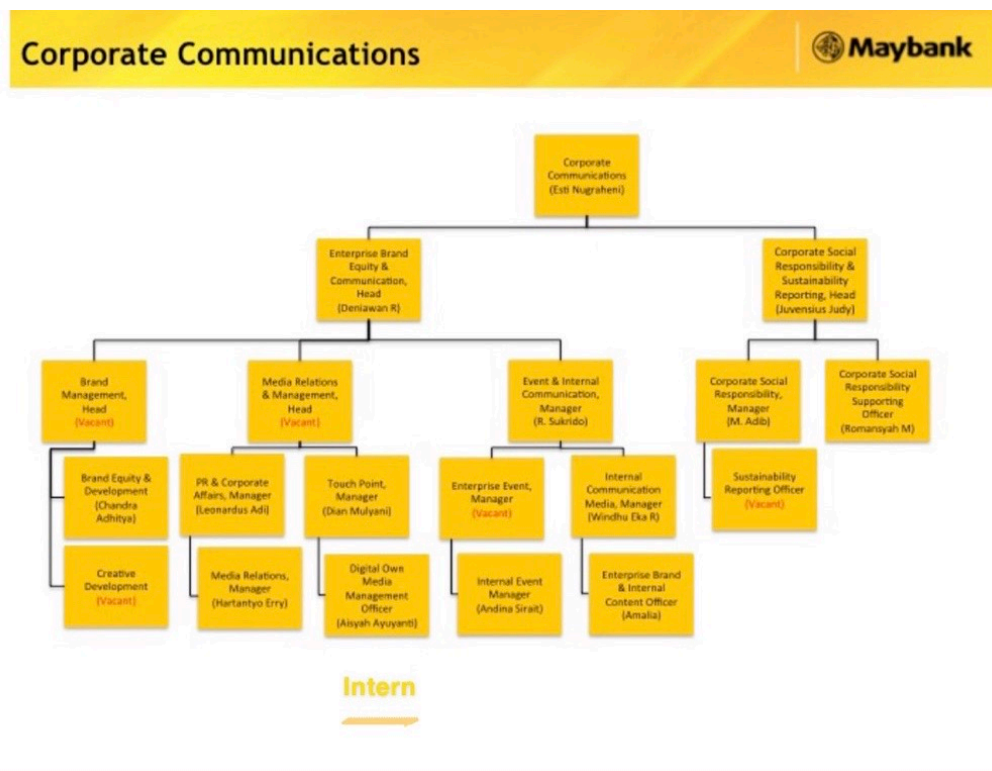 Corporate Communications
Maybank
Corporate
Communications
(Esti Nugraheni)
Enterprise Brand
Equity &
Communication,
Head
(Deniawan R)
Corporate Social
Responsibility &
Sustainability
Reporting, Head
(Juvensius Judy)
Brand
Management,
Head
(Vacant)
Media Relations
& Management,
Head
(Vacant)
Event & Internal
Communication,
Manager
(R. Sukrido)
Corporate Social
Responsibility,
Manager
(M. Adib)
Corporate Social
Responsibility
Supporting
Officer
(Romansyah M)
Brand Equity &
Development
(Chandra
Adhitya)
PR & Corporate
Affairs, Manager
(Leonardus Adi)
Touch Point,
Manager
(Dian Mulyani)
Enterprise Event,
Manager
(Vacant)
Internal
Communication
Media, Manager
(Windhu Eka R)
Sustainability
Reporting Officer
(Vacant)
Creative
Development
(Vacant)
Media Relations,
Manager
(Hartantyo Erry)
Digital Own
Media
Management
Officer
(Aisyah Ayuyanti)
Internal Event
Manager
(Andina Sirait)
Enterprise Brand
& Internal
Content Officer
(Amalia)
Intern